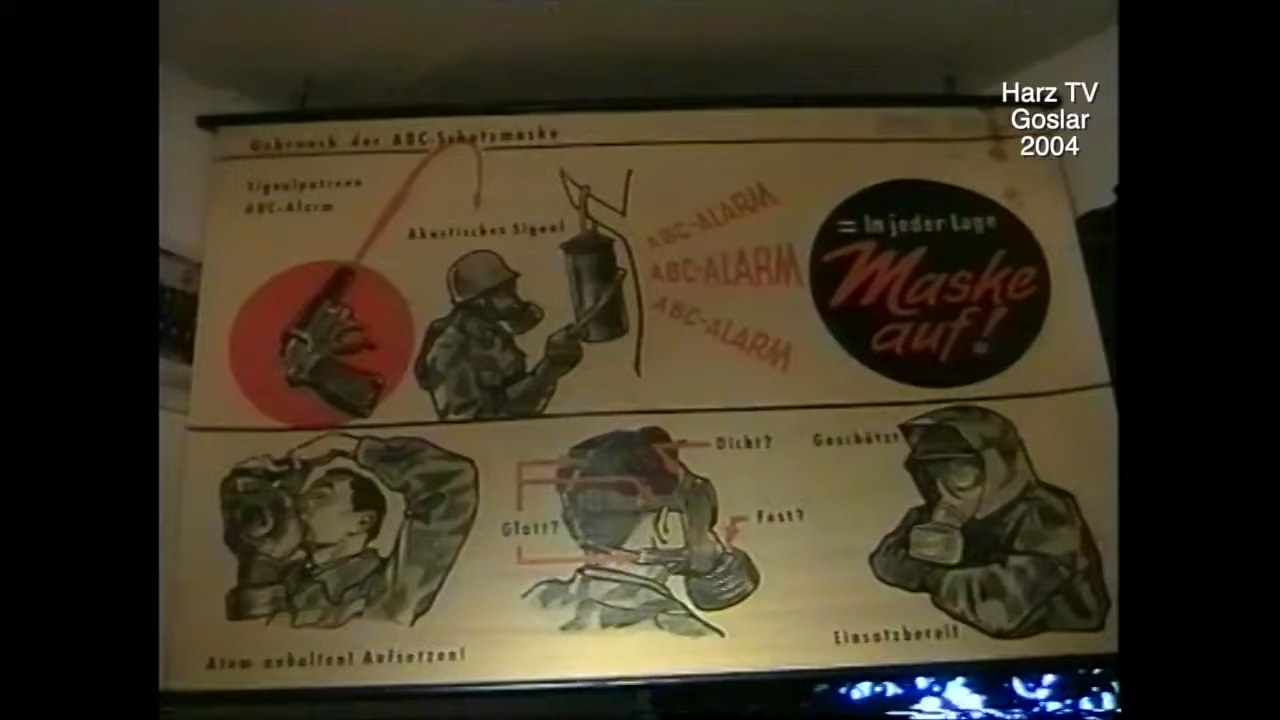 Harz TV
Goslar
2004
Gebrauch der ABC-Schutzmaske
Signalpatrone
ABC-Alarm
Akustisches Signal
ABC-ALARM
ABC-ALARM
ABC-ALARM
= In jeder Lage
Maske
auf!
Dicht?
Geschützt
Glatt?
Fest?
Einsatzbereit
Atem anhalten! Aufsetzen!